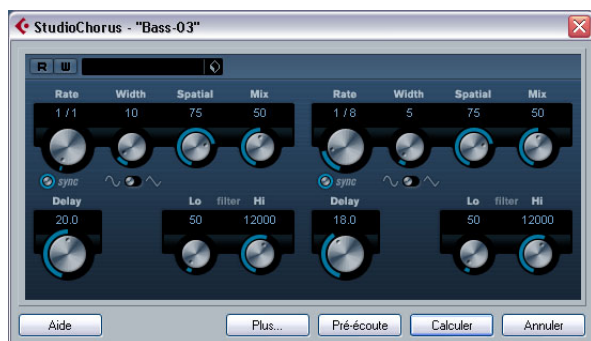 StudioChorus - "Bass-03"
R W
Rate Width Spatial Mix Rate Width Spatial Mix
1 / 1 10 75 50 1 / 8 5 75 50
sync sync
Delay Lo filter Hi Delay Lo filter Hi
20.0 50 12000 18.0 50 12000
Aide Plus... Pré-écoute Calculer Annuler